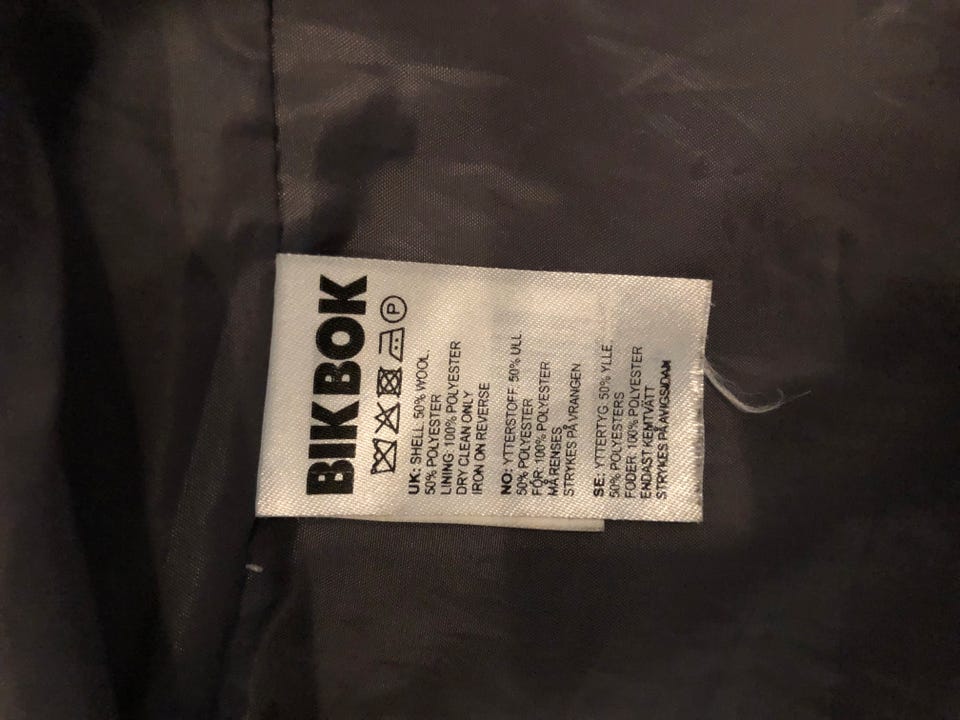 BIK BOK
P
UK: SHELL: 50% WOOL.
50% POLYESTER
LINING: 100% POLYESTER
DRY CLEAN ONLY
IRON ON REVERSE
NO: YTTERSTOFF: 50% ULL
50% POLYESTER
FÔR: 100% POLYESTER
MÅ RENSES
STRYKES PÅ VRANGEN
SE: YTTERTYG: 50% YLLE
50% POLYESTERS
FODER: 100% POLYESTER
ENDAST KEMTVÄTT
STRYKES PÅ AVIGSIDAN